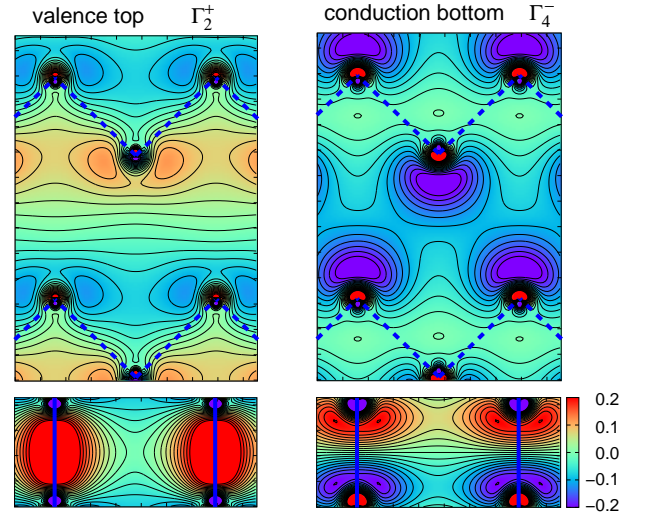 valence top Γ₂⁺
conduction bottom Γ₄⁻
0.2
0.1
0.0
−0.1
−0.2